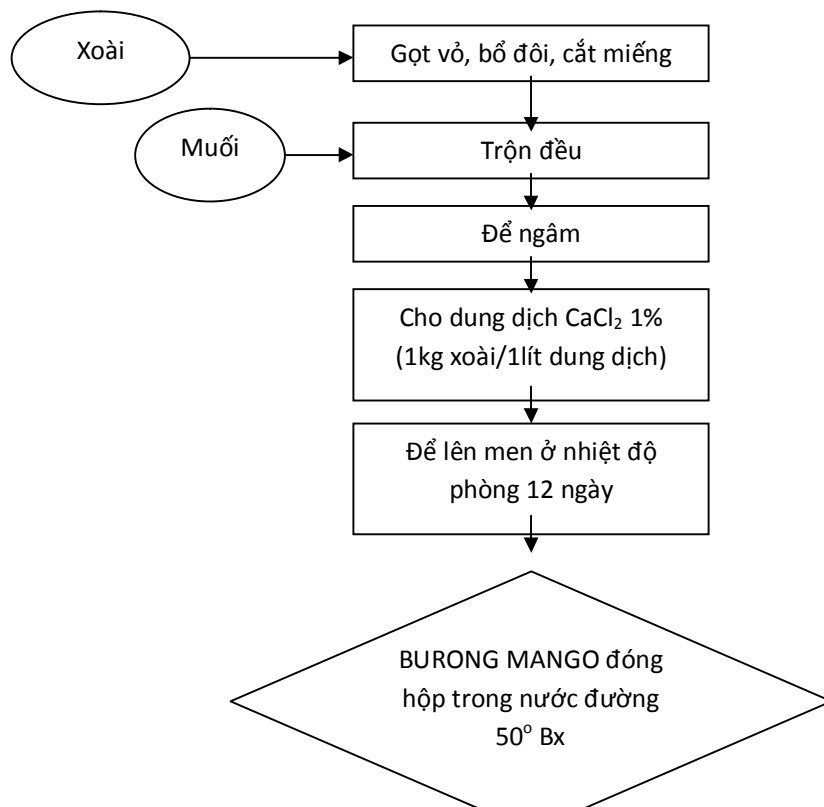 Xoài
Gọt vỏ, bổ đôi, cắt miếng
Muối
Trộn đều
Để ngâm
Cho dung dịch CaCl₂ 1%
(1kg xoài/1lít dung dịch)
Để lên men ở nhiệt độ
phòng 12 ngày
BURONG MANGO đóng
hộp trong nước đường
50° Bx